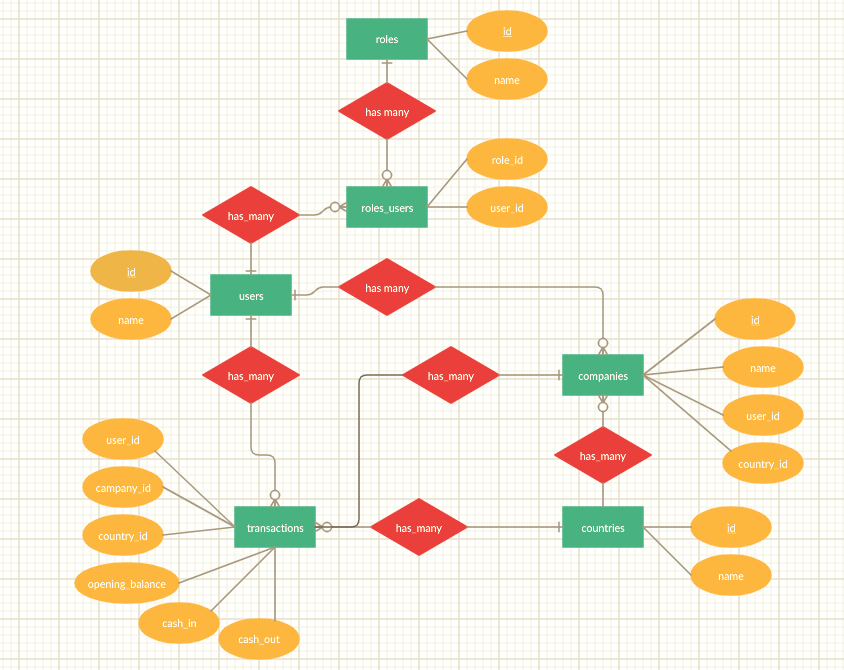 roles
id
name
has many
roles_users
role_id
user_id
has_many
users
id
name
has many
has_many
has_many
companies
id
name
user_id
country_id
has_many
user_id
campany_id
country_id
opening_balance
cash_in
cash_out
transactions
has_many
countries
id
name